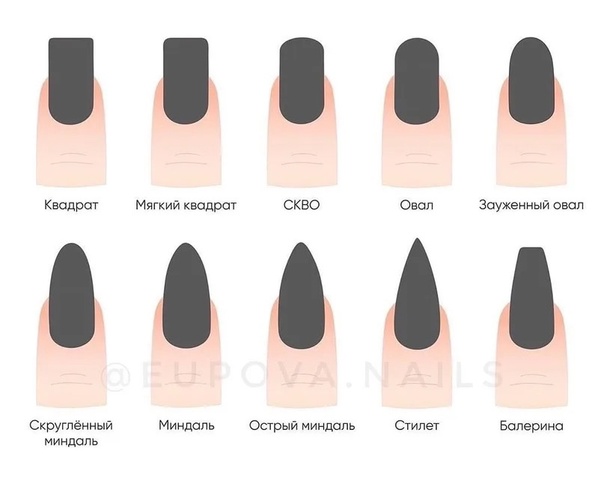 Квадрат
Мягкий квадрат
СКВО
Овал
Зауженный овал
@EUPOVA.NAILS
Скруглённый
миндаль
Миндаль
Острый миндаль
Стилет
Балерина